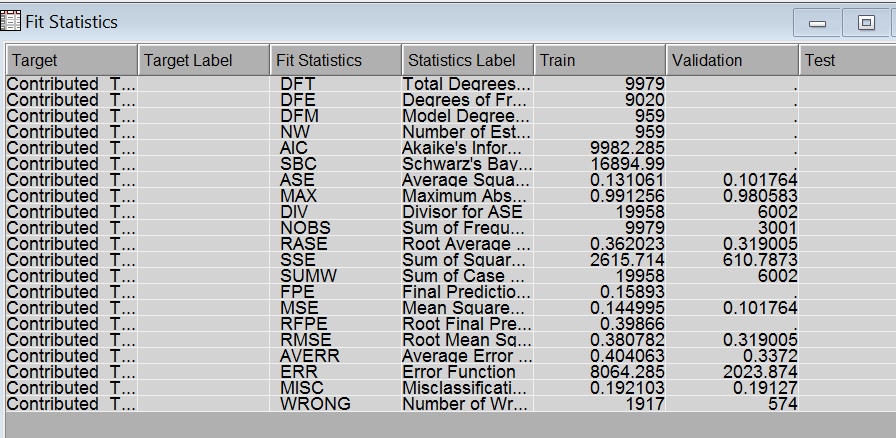 Fit Statistics
Target Target Label Fit Statistics Statistics Label Train Validation Test
Contributed T... DFT Total Degrees... 9979 .
Contributed T... DFE Degrees of Fr... 9020 .
Contributed T... DFM Model Degree... 959 .
Contributed T... NW Number of Est... 959 .
Contributed T... AIC Akaike's Infor... 9982.285 .
Contributed T... SBC Schwarz's Bay... 16894.99 .
Contributed T... ASE Average Squa... 0.131061 0.101764
Contributed T... MAX Maximum Abs... 0.991256 0.980583
Contributed T... DIV Divisor for ASE 19958 6002
Contributed T... NOBS Sum of Frequ... 9979 3001
Contributed T... RASE Root Average ... 0.362023 0.319005
Contributed T... SSE Sum of Squar... 2615.714 610.7873
Contributed T... SUMW Sum of Case ... 19958 6002
Contributed T... FPE Final Predictio... 0.15893 .
Contributed T... MSE Mean Square... 0.144995 0.101764
Contributed T... RFPE Root Final Pre... 0.39866 .
Contributed T... RMSE Root Mean Sq... 0.380782 0.319005
Contributed T... AVERR Average Error ... 0.404063 0.3372
Contributed T... ERR Error Function 8064.285 2023.874
Contributed T... MISC Misclassificati... 0.192103 0.19127
Contributed T... WRONG Number of Wr... 1917 574